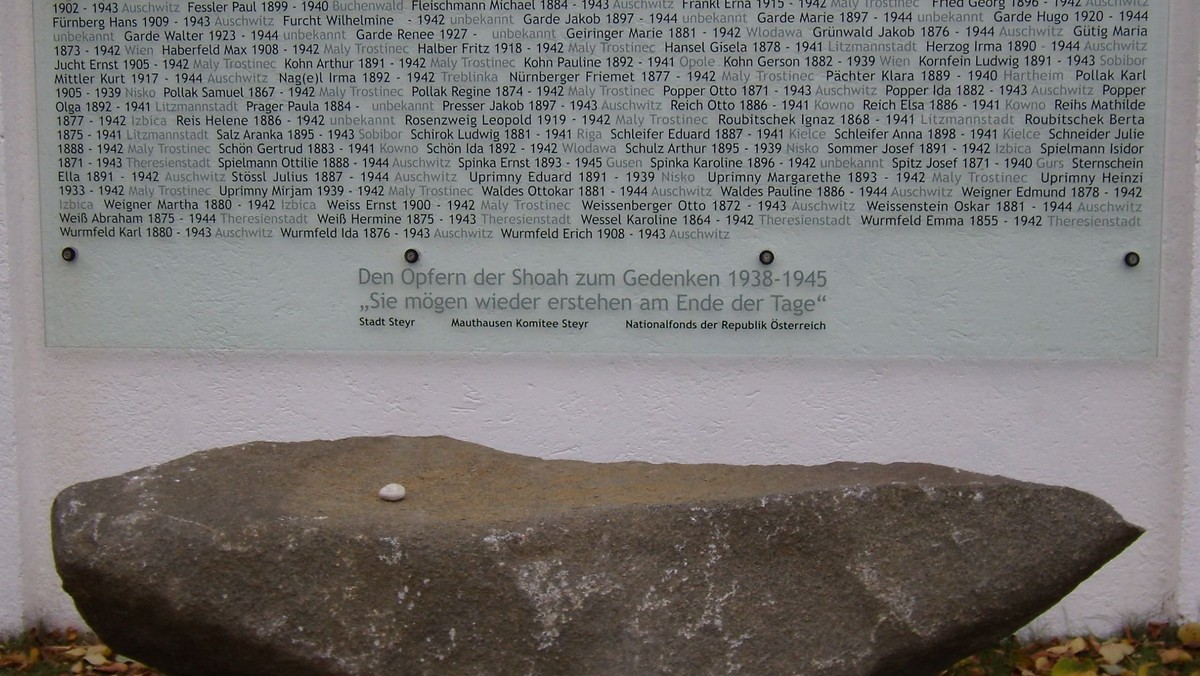 1902 - 1943 Auschwitz Fessler Paul 1899 - 1940 Buchenwald Fleischmann Michael 1884 - 1943 Auschwitz Frankl Erna 1915 - 1942 Maly Trostinec Fried Georg 1896 - 1942 Auschwitz
Fürnberg Hans 1909 - 1943 Auschwitz Furcht Wilhelmine - 1942 unbekannt Garde Jakob 1897 - 1944 unbekannt Garde Marie 1897 - 1944 unbekannt Garde Hugo 1920 - 1944
unbekannt Garde Walter 1923 - 1944 unbekannt Garde Renee 1927 - unbekannt Geiringer Marie 1881 - 1942 Wlodawa Grünwald Jakob 1876 - 1944 Auschwitz Gütig Maria
1873 - 1942 Wien Haberfeld Max 1908 - 1942 Maly Trostinec Halber Fritz 1918 - 1942 Maly Trostinec Hansel Gisela 1878 - 1941 Litzmannstadt Herzog Irma 1890 - 1944 Auschwitz
Jucht Ernst 1905 - 1942 Maly Trostinec Kohn Arthur 1891 - 1942 Maly Trostinec Kohn Pauline 1892 - 1941 Opole Kohn Gerson 1882 - 1939 Wien Kornfein Ludwig 1891 - 1943 Sobibor
Mittler Kurt 1917 - 1944 Auschwitz Nag(e)l Irma 1892 - 1942 Treblinka Nürnberger Friemet 1877 - 1942 Maly Trostinec Pächter Klara 1889 - 1940 Hartheim Pollak Karl
1905 - 1939 Nisko Pollak Samuel 1867 - 1942 Maly Trostinec Pollak Regine 1874 - 1942 Maly Trostinec Popper Otto 1871 - 1943 Auschwitz Popper Ida 1882 - 1943 Auschwitz Popper
Olga 1892 - 1941 Litzmannstadt Prager Paula 1884 - unbekannt Presser Jakob 1897 - 1943 Auschwitz Reich Otto 1886 - 1941 Kowno Reich Elsa 1886 - 1941 Kowno Reihs Mathilde
1877 - 1942 Izbica Reis Helene 1886 - 1942 unbekannt Rosenzweig Leopold 1919 - 1942 Maly Trostinec Roubitschek Ignaz 1868 - 1941 Litzmannstadt Roubitschek Berta
1875 - 1941 Litzmannstadt Salz Aranka 1895 - 1943 Sobibor Schirok Ludwig 1881 - 1941 Riga Schleifer Eduard 1887 - 1941 Kielce Schleifer Anna 1898 - 1941 Kielce Schneider Julie
1888 - 1942 Maly Trostinec Schön Gertrud 1883 - 1941 Kowno Schön Ida 1892 - 1942 Wlodawa Schulz Arthur 1895 - 1939 Nisko Sommer Josef 1891 - 1942 Izbica Spielmann Isidor
1871 - 1943 Theresienstadt Spielmann Ottilie 1888 - 1944 Auschwitz Spinka Ernst 1893 - 1945 Gusen Spinka Karoline 1896 - 1942 unbekannt Spitz Josef 1871 - 1940 Gurs Sternschein
Ella 1891 - 1942 Auschwitz Stössl Julius 1887 - 1944 Auschwitz Uprimny Eduard 1891 - 1939 Nisko Uprimny Margarethe 1893 - 1942 Maly Trostinec Uprimny Heinzi
1933 - 1942 Maly Trostinec Uprimny Mirjam 1939 - 1942 Maly Trostinec Waldes Ottokar 1881 - 1944 Auschwitz Waldes Pauline 1886 - 1944 Auschwitz Weigner Edmund 1878 - 1942
Izbica Weigner Martha 1880 - 1942 Izbica Weiss Ernst 1900 - 1942 Maly Trostinec Weissenberger Otto 1872 - 1943 Auschwitz Weissenstein Oskar 1881 - 1944 Auschwitz
Weiß Abraham 1875 - 1944 Theresienstadt Weiß Hermine 1875 - 1943 Theresienstadt Wessel Karoline 1864 - 1942 Theresienstadt Wurmfeld Emma 1855 - 1942 Theresienstadt
Wurmfeld Karl 1880 - 1943 Auschwitz Wurmfeld Ida 1876 - 1943 Auschwitz Wurmfeld Erich 1908 - 1943 Auschwitz
Den Opfern der Shoah zum Gedenken 1938-1945
„Sie mögen wieder erstehen am Ende der Tage“
Stadt Steyr Mauthausen Komitee Steyr Nationalfonds der Republik Österreich